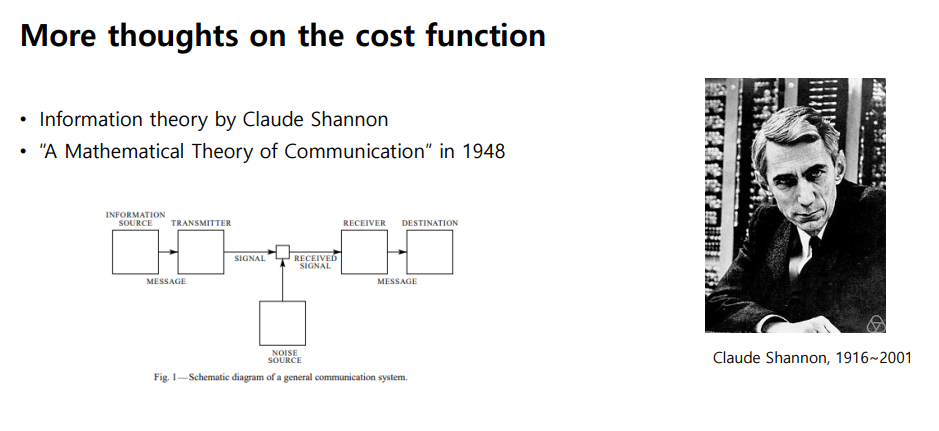 More thoughts on the cost function
• Information theory by Claude Shannon
• "A Mathematical Theory of Communication" in 1948
INFORMATION
SOURCE
TRANSMITTER
RECEIVER
DESTINATION
SIGNAL
RECEIVED
SIGNAL
MESSAGE
MESSAGE
NOISE
SOURCE
Fig. 1—Schematic diagram of a general communication system.
Claude Shannon, 1916~2001